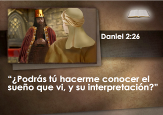 Daniel 2:26
“¿Podrás tú hacerme conocer el
sueño que vi, y su interpretación?”